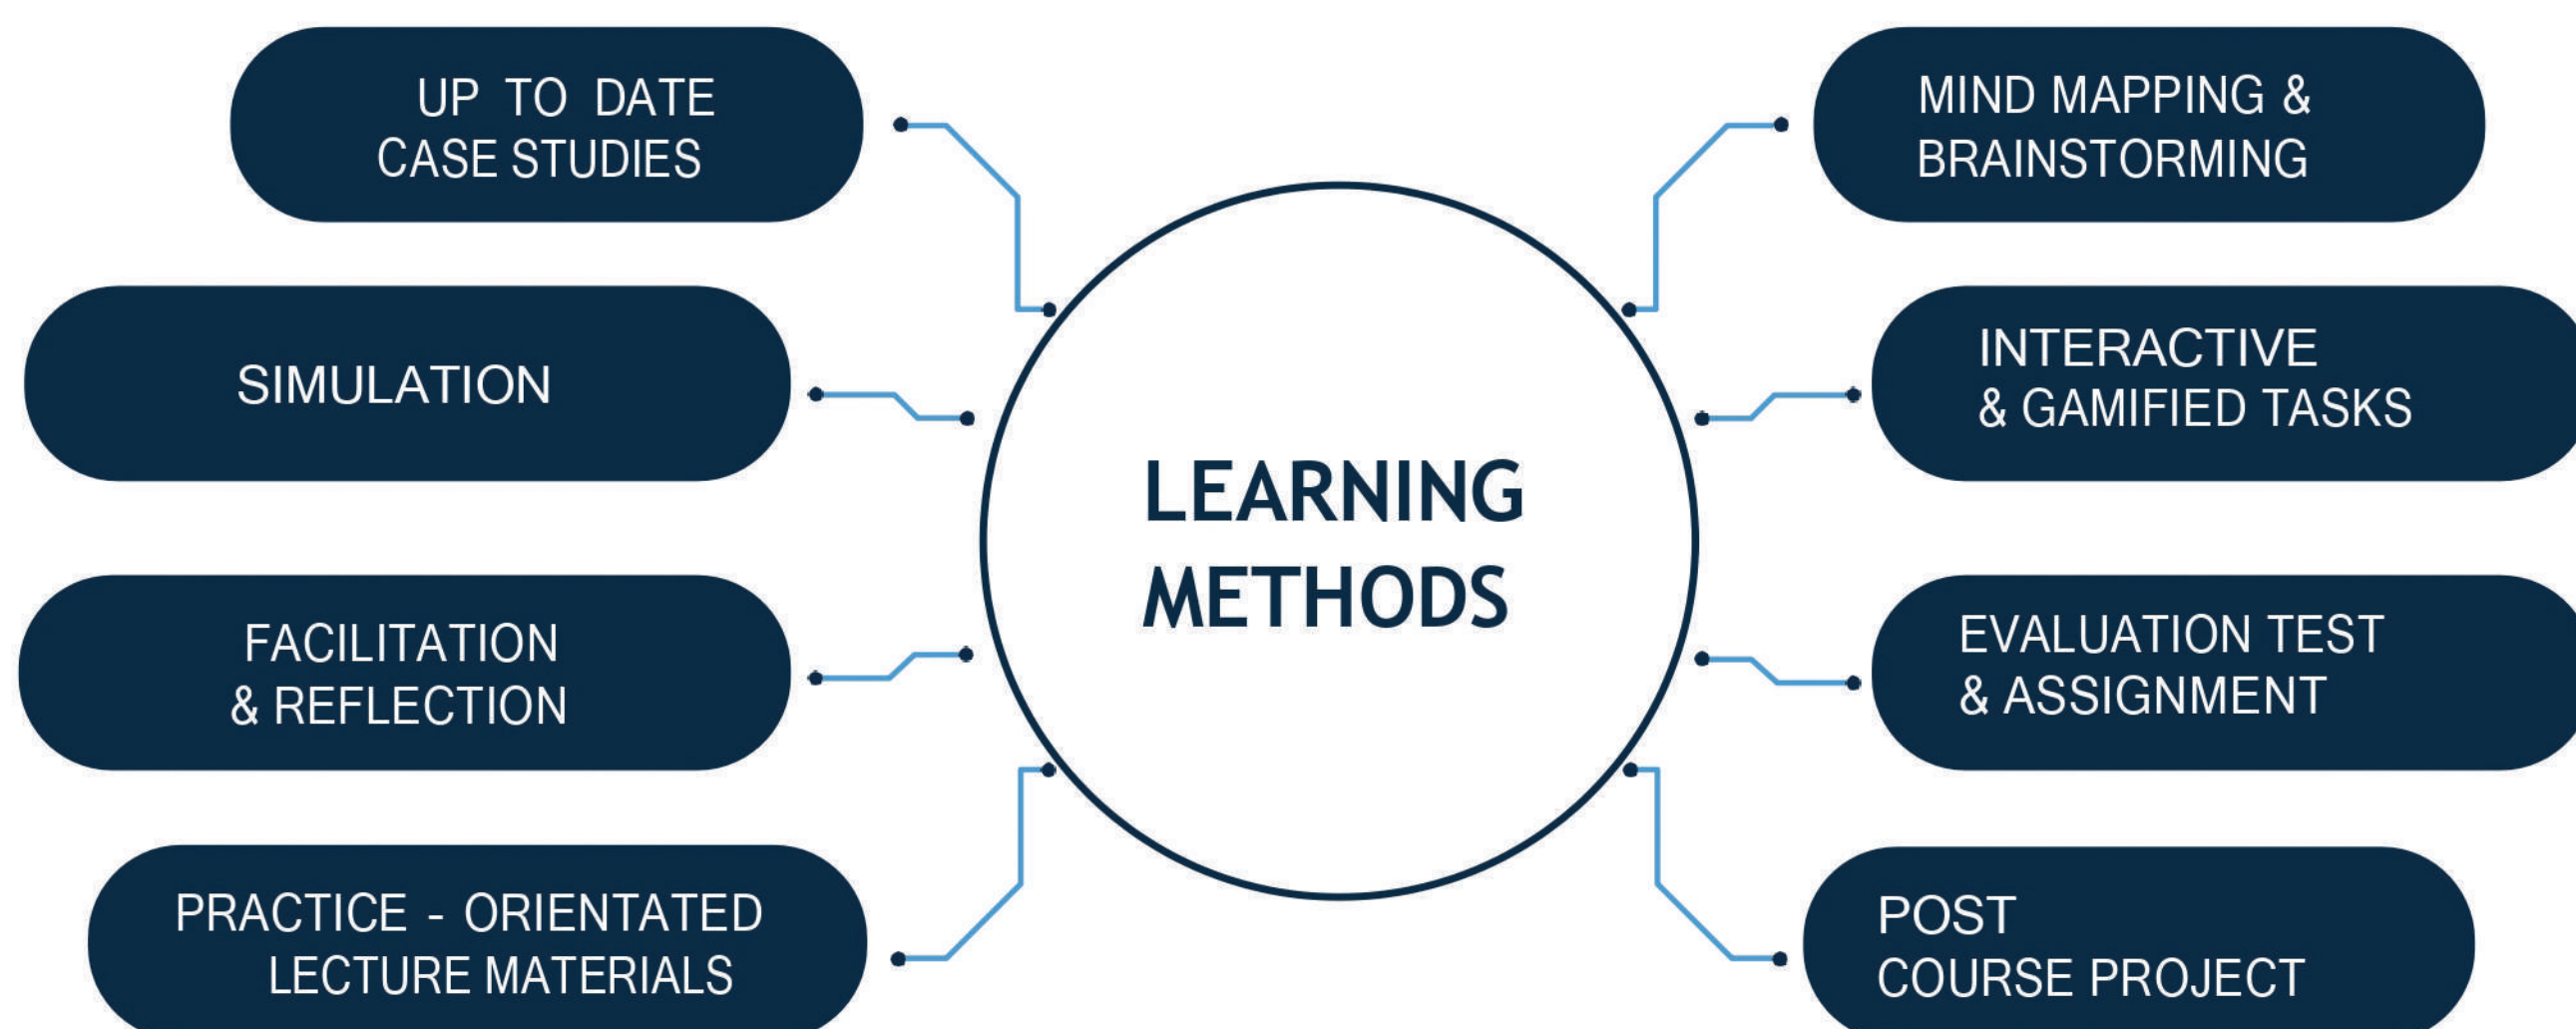 UP TO DATE
CASE STUDIES
SIMULATION
FACILITATION
& REFLECTION
PRACTICE - ORIENTATED
LECTURE MATERIALS
LEARNING
METHODS
MIND MAPPING &
BRAINSTORMING
INTERACTIVE
& GAMIFIED TASKS
EVALUATION TEST
& ASSIGNMENT
POST
COURSE PROJECT